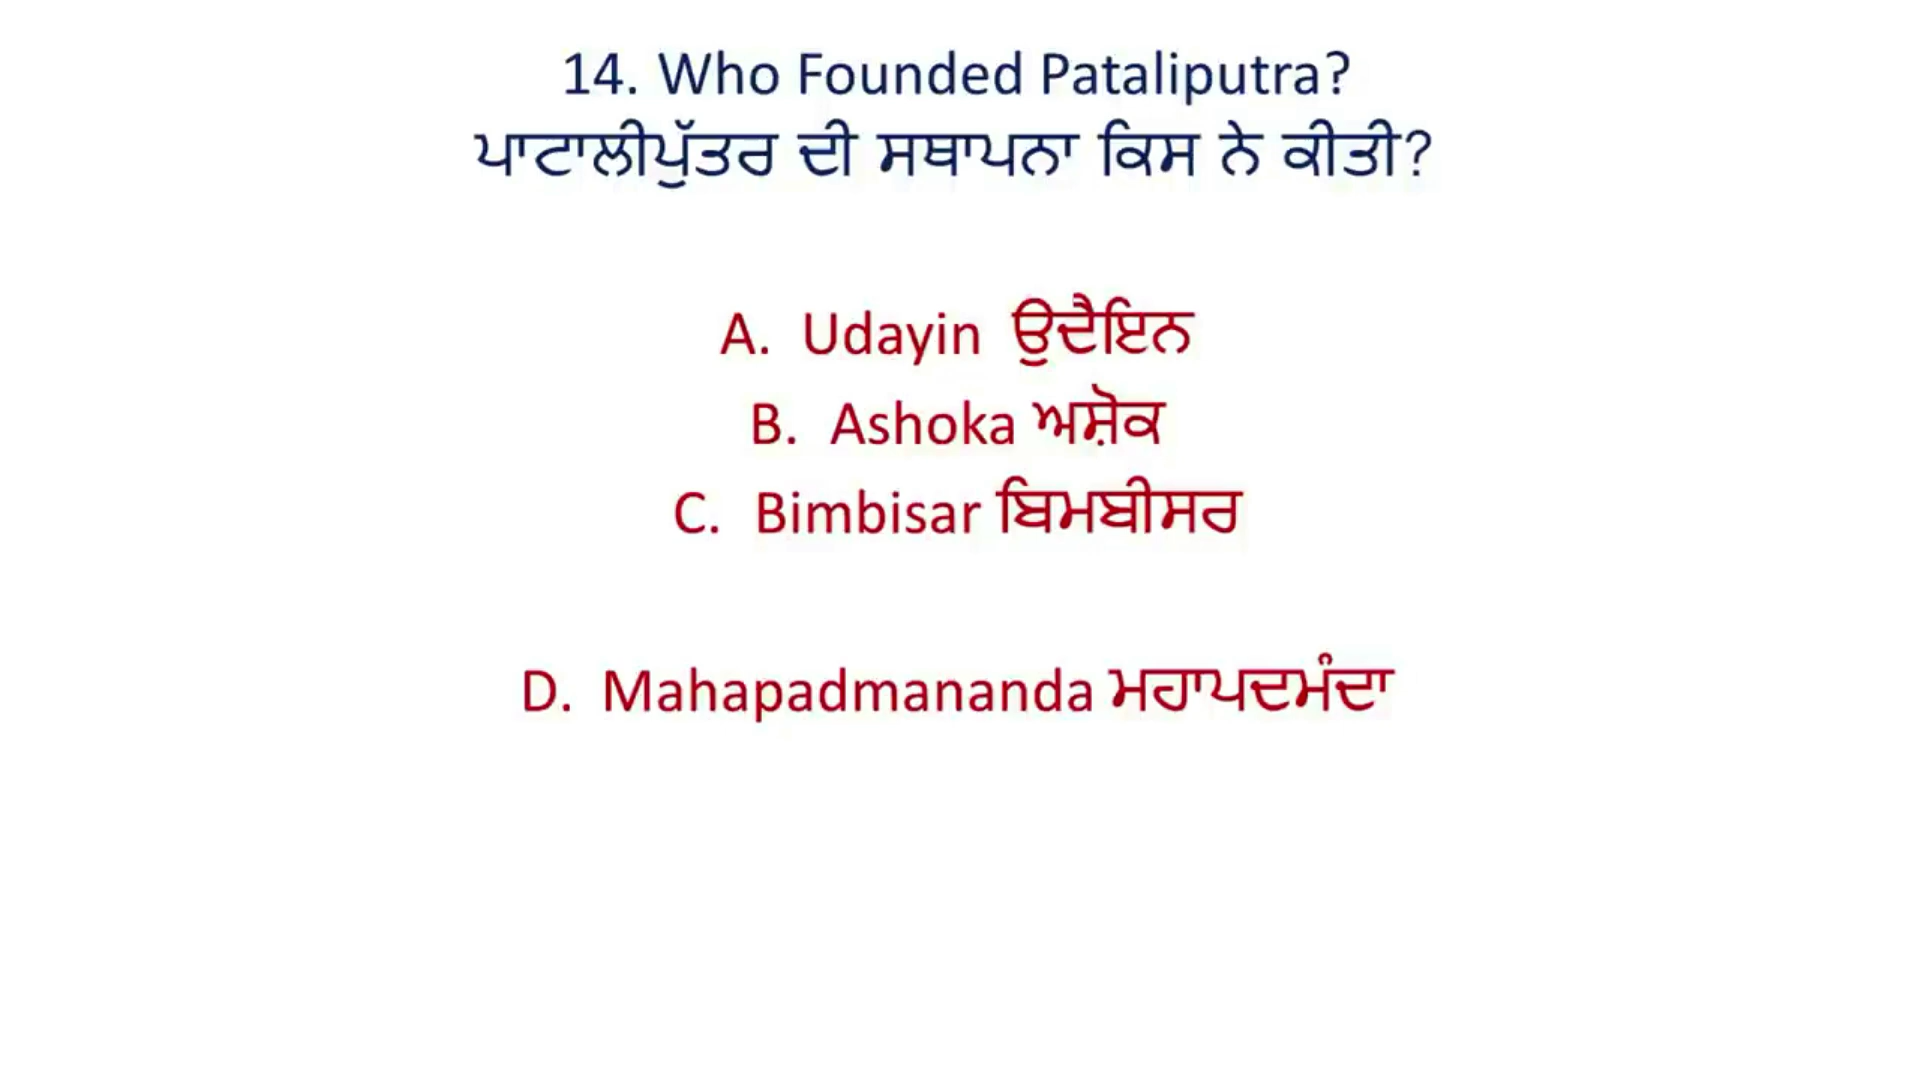 14. Who Founded Pataliputra?
ਪਾਟਾਲੀਪੁੱਤਰ ਦੀ ਸਥਾਪਨਾ ਕਿਸ ਨੇ ਕੀਤੀ?
A. Udayin ਉਦੈਇਨ
B. Ashoka ਅਸ਼ੋਕ
C. Bimbisar ਬਿਮਬੀਸਰ
D. Mahapadmananda ਮਹਾਪਦਮੰਦਾ